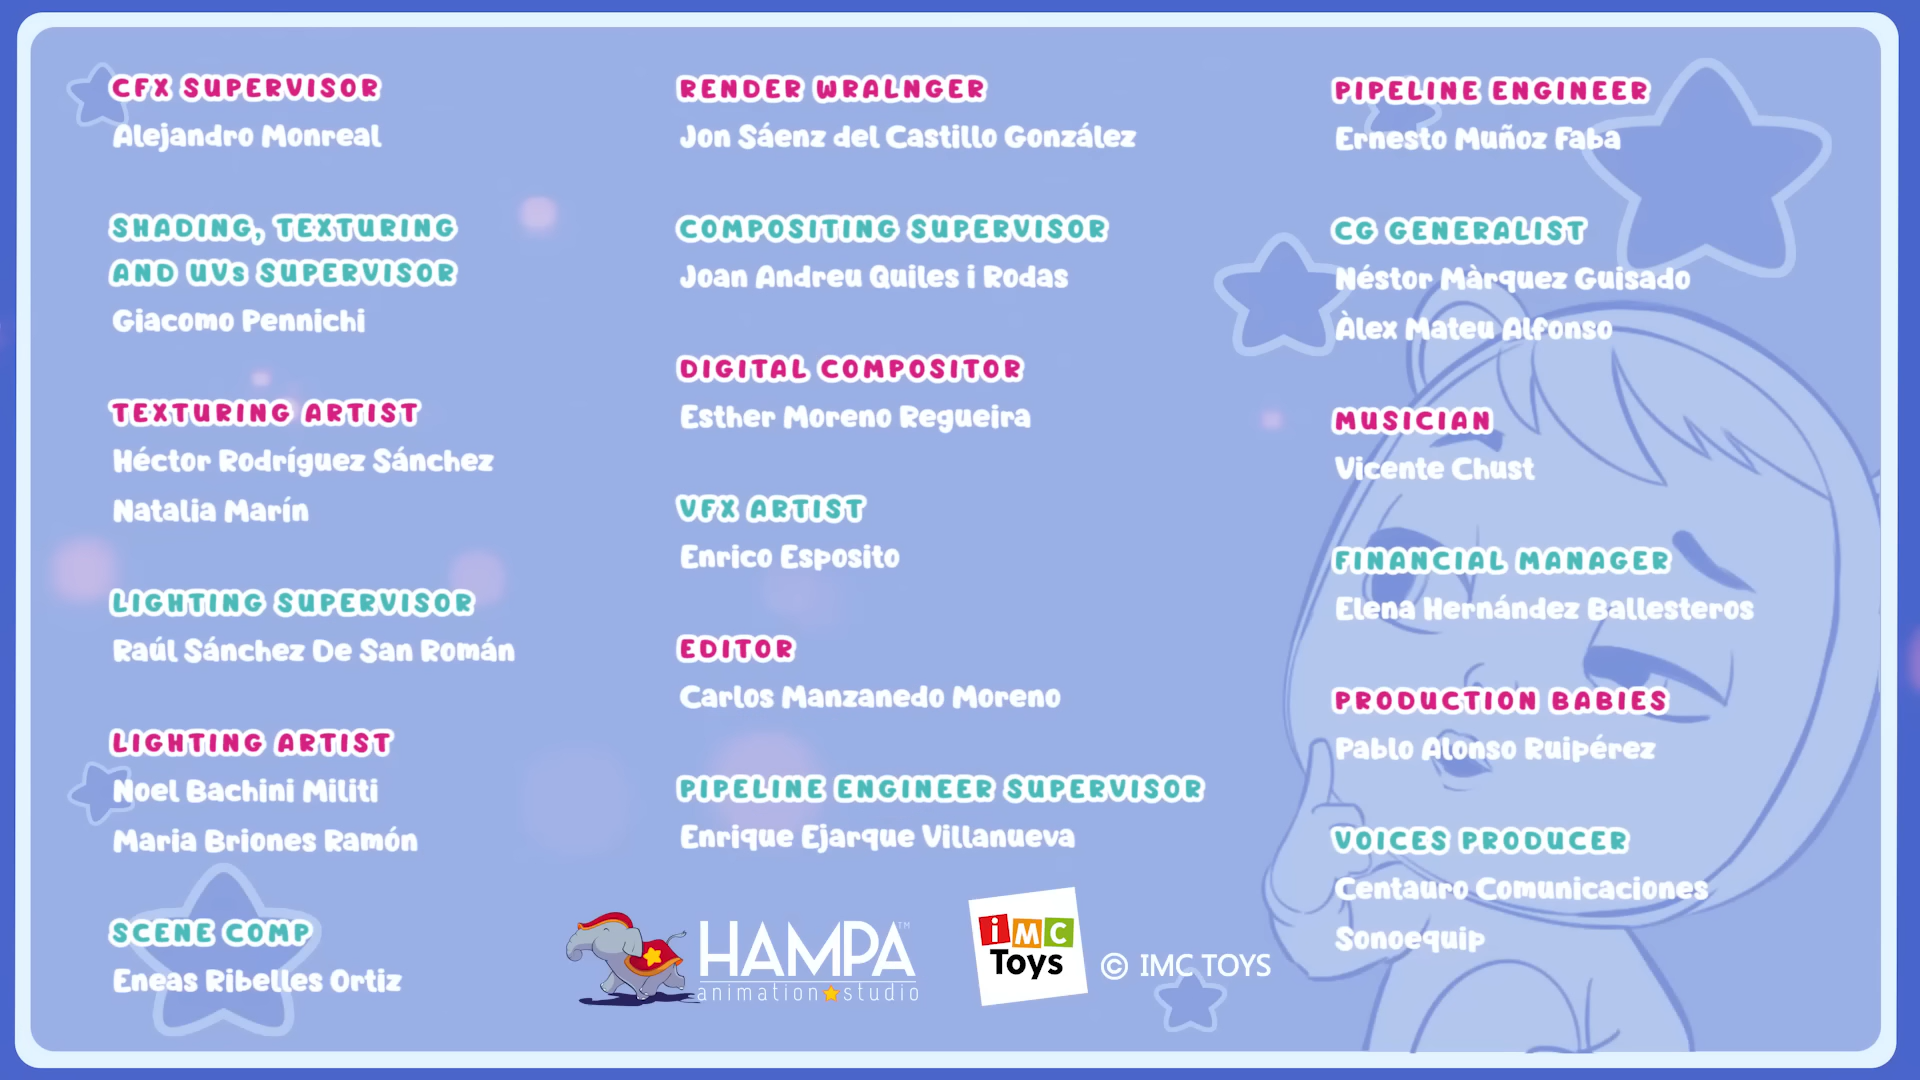 CFX SUPERVISOR
Alejandro Monreal
SHADING, TEXTURING
AND UVs SUPERVISOR
Giacomo Pennichi
TEXTURING ARTIST
Héctor Rodríguez Sánchez
Natalia Marín
LIGHTING SUPERVISOR
Raúl Sánchez De San Román
LIGHTING ARTIST
Noel Bachini Militi
Maria Briones Ramón
SCENE COMP
Eneas Ribelles Ortiz
RENDER WRALNGER
Jon Sáenz del Castillo González
COMPOSITING SUPERVISOR
Joan Andreu Quiles i Rodas
DIGITAL COMPOSITOR
Esther Moreno Regueira
VFX ARTIST
Enrico Esposito
EDITOR
Carlos Manzanedo Moreno
PIPELINE ENGINEER SUPERVISOR
Enrique Ejarque Villanueva
HAMPA™
animation studio
iMC
Toys
© IMC TOYS
PIPELINE ENGINEER
Ernesto Muñoz Faba
CG GENERALIST
Néstor Màrquez Guisado
Àlex Mateu Alfonso
MUSICIAN
Vicente Chust
FINANCIAL MANAGER
Elena Hernández Ballesteros
PRODUCTION BABIES
Pablo Alonso Ruipérez
VOICES PRODUCER
Centauro Comunicaciones
Sonoequip